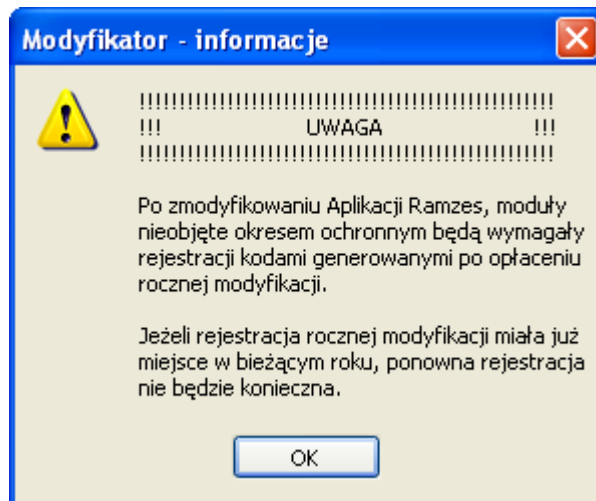 Modyfikator - informacje
!!!!!!!!!!!!!!!!!!!!!!!!!!!!!!!!!!!!!!!!!!!!!!!!!!!!
!!! UWAGA !!!
!!!!!!!!!!!!!!!!!!!!!!!!!!!!!!!!!!!!!!!!!!!!!!!!!!!!
Po zmodyfikowaniu Aplikacji Ramzes, moduły
nieobjęte okresem ochronnym będą wymagały
rejestracji kodami generowanymi po opłaceniu
rocznej modyfikacji.
Jeżeli rejestracja rocznej modyfikacji miała już
miejsce w bieżącym roku, ponowna rejestracja
nie będzie konieczna.
OK